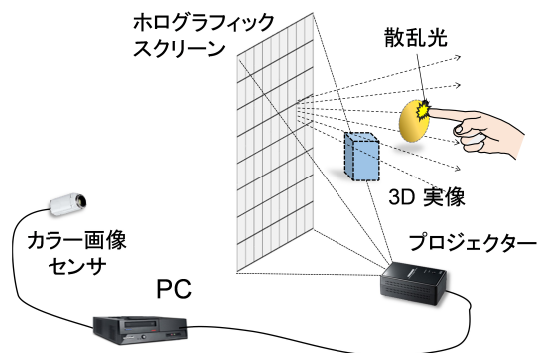 ホログラフィック
スクリーン
散乱光
3D 実像
カラー画像
センサ
プロジェクター
PC